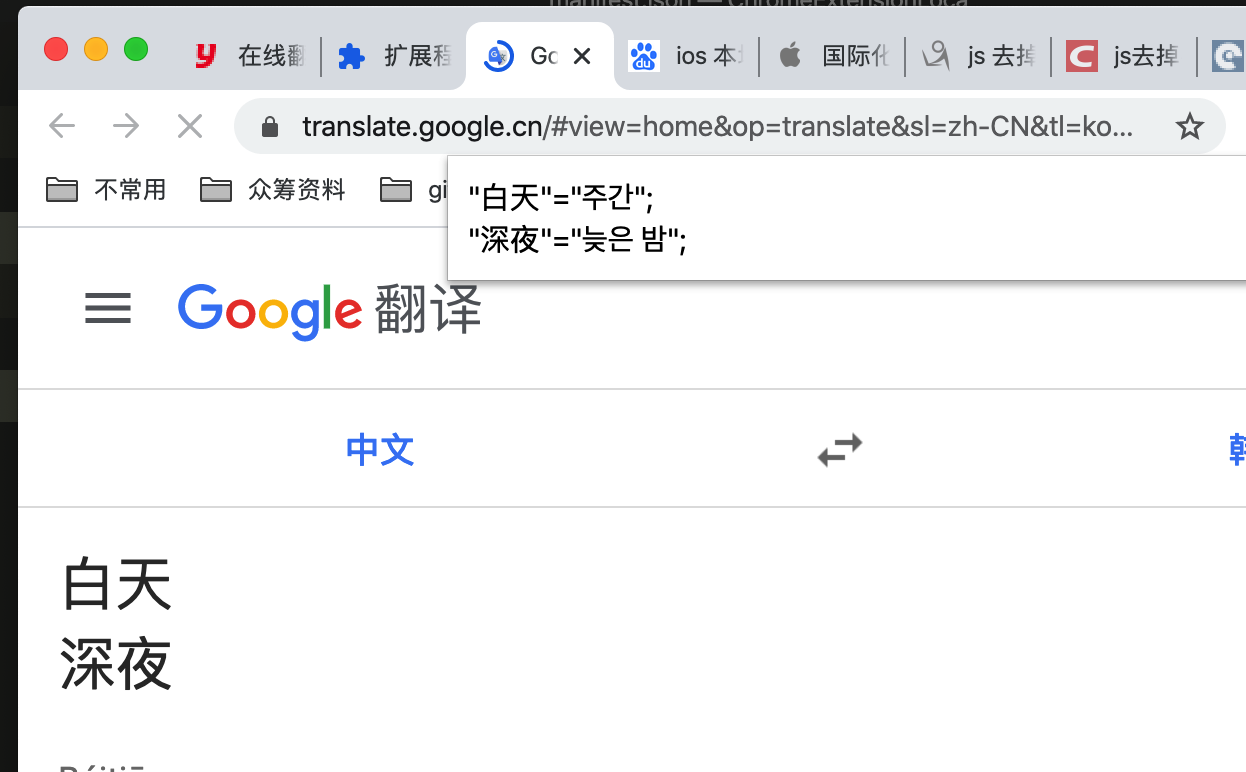 manifest.json — ChromeExtensionLoca
在线
扩展程
Go
ios 本
国际化
js 去掉
js去掉
translate.google.cn/#view=home&op=translate&sl=zh-CN&tl=ko...
不常用
众筹资料
gi
"白天"="주간";
"深夜"="늦은 밤";
Google 翻译
中文
白天
深夜